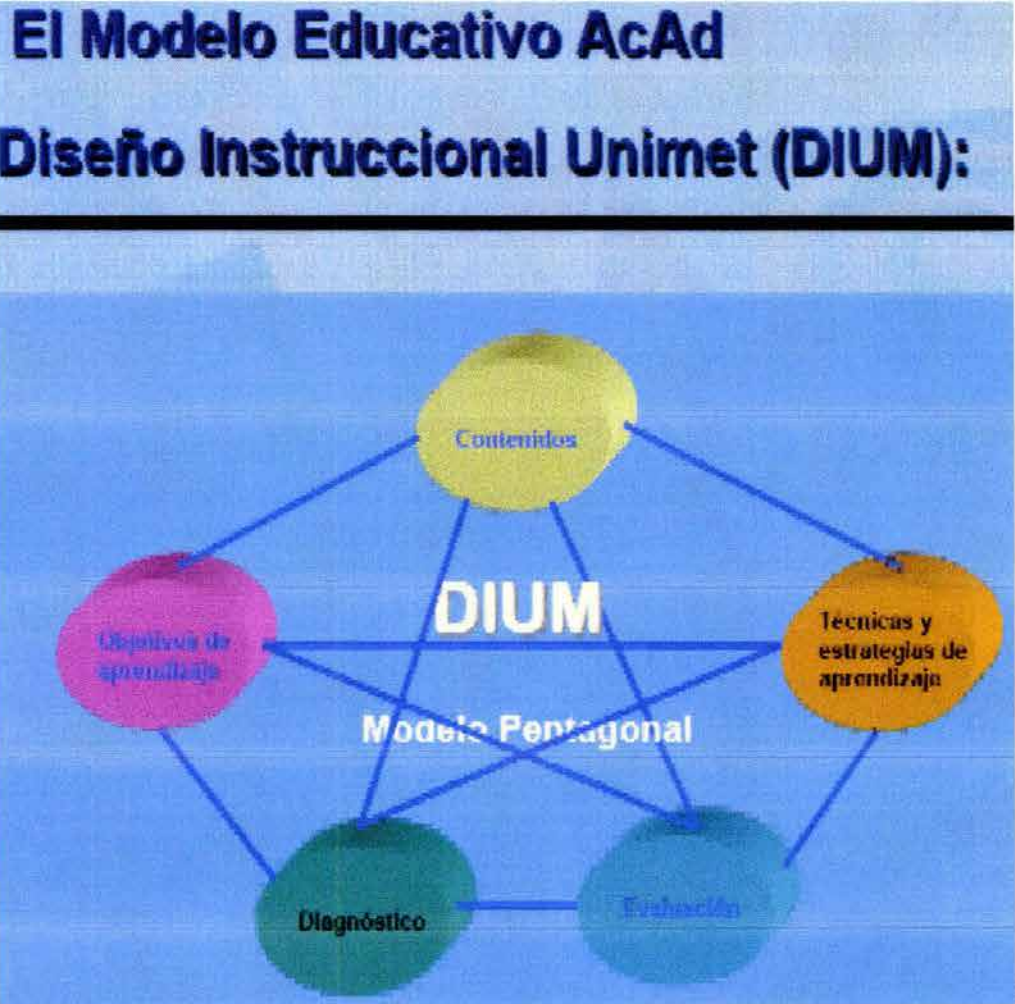 El Modelo Educativo AcAd
Diseño Instruccional Unimet (DIUM):
Contenidos
DIUM
Objetivos de
aprendizaje
Técnicas y
estrategias de
aprendizaje
Modelo Pentagonal
Diagnóstico
Evaluación